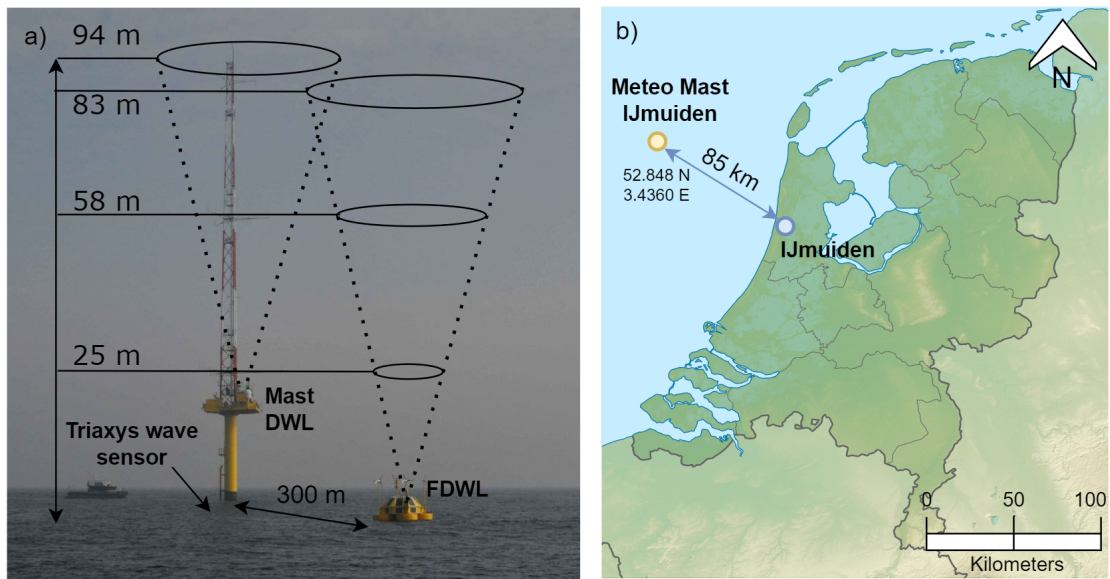 a)
94 m
83 m
58 m
25 m
Mast
DWL
Triaxys wave
sensor
300 m
FDWL
b)
N
Meteo Mast
IJmuiden
85 km
52.848 N
3.4360 E
IJmuiden
0
50
100
Kilometers